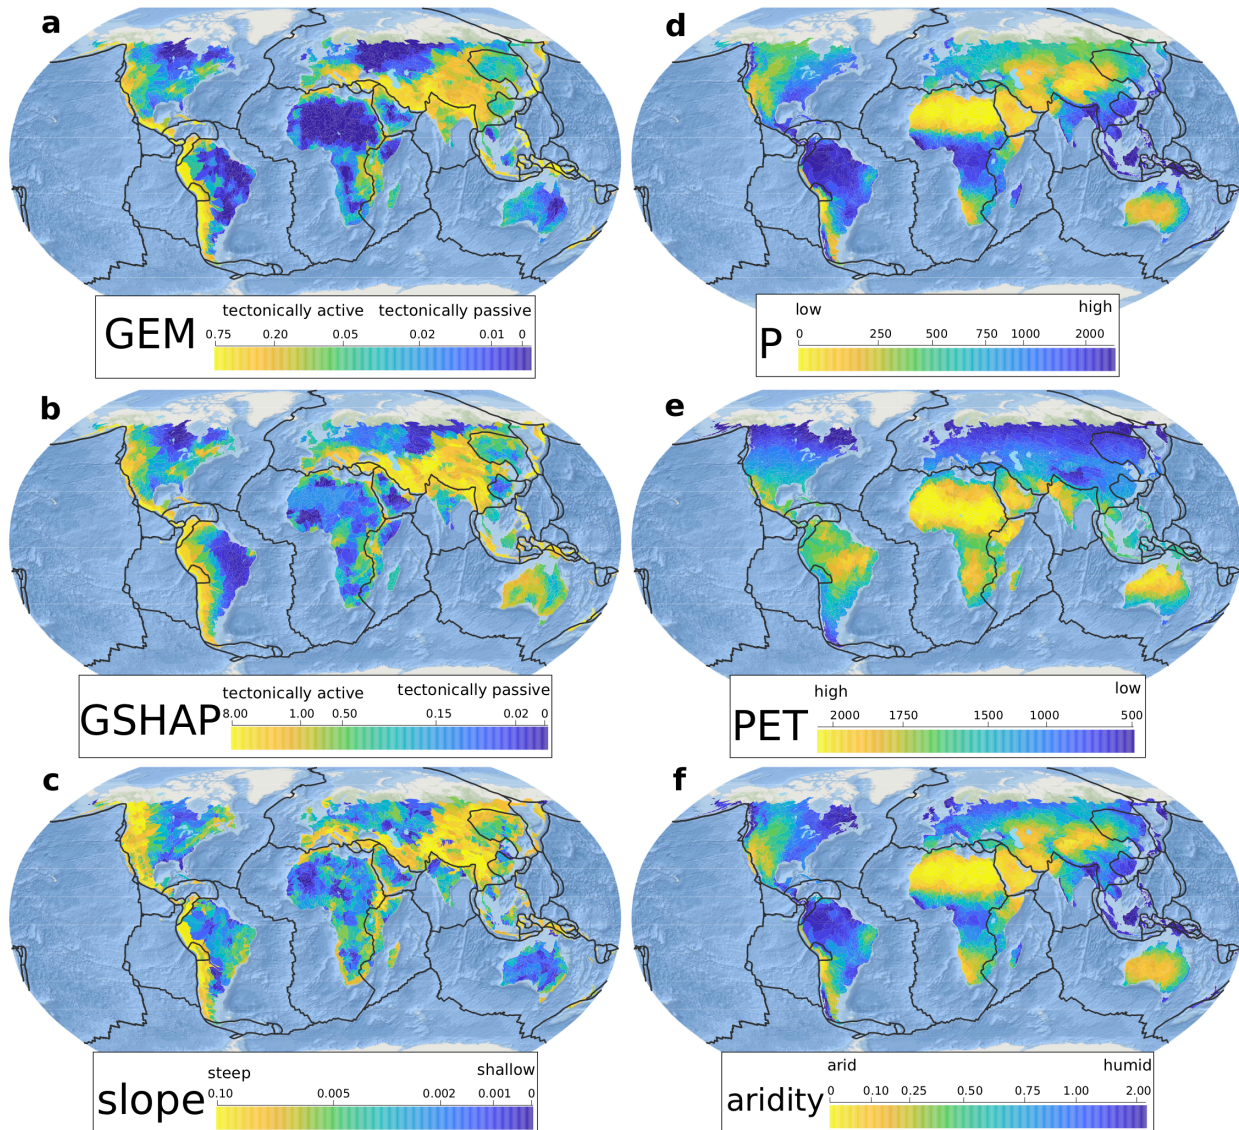 a
tectonically active tectonically passive
GEM
0.75 0.20 0.05 0.02 0.01 0
b
tectonically active tectonically passive
GSHAP
8.00 1.00 0.50 0.15 0.02 0
c
steep shallow
slope
0.10 0.005 0.002 0.001 0
d
low high
P
0 250 500 750 1000 2000
e
high low
PET
2000 1750 1500 1000 500
f
arid humid
aridity
0 0.10 0.25 0.50 0.75 1.00 2.00